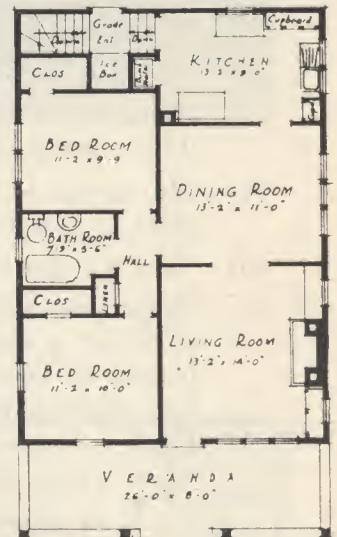 Grade
Ent
Cupboard
Down
Down
KITCHEN
13-2 x 9-0"
CLOS
Ice
Box
BED ROOM
11-2 x 9-9
DINING ROOM
13'-2" x 11'-0"
BATH ROOM
7'-9" x 5'-6"
HALL
CLOS
LINEN
LIVING ROOM
13'-2" x 14'-0"
BED ROOM
11'-2 x 10'-0"
VERANDA
26'-0" x 8'-0"